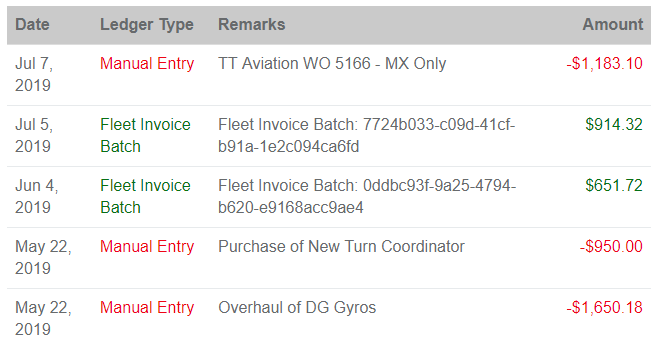 Date Ledger Type Remarks Amount
Jul 7, Manual Entry TT Aviation WO 5166 - MX Only -$1,183.10
2019
Jul 5, Fleet Invoice Fleet Invoice Batch: 7724b033-c09d-41cf- $914.32
2019 Batch b91a-1e2c094ca6fd
Jun 4, Fleet Invoice Fleet Invoice Batch: 0ddbc93f-9a25-4794- $651.72
2019 Batch b620-e9168acc9ae4
May 22, Manual Entry Purchase of New Turn Coordinator -$950.00
2019
May 22, Manual Entry Overhaul of DG Gyros -$1,650.18
2019